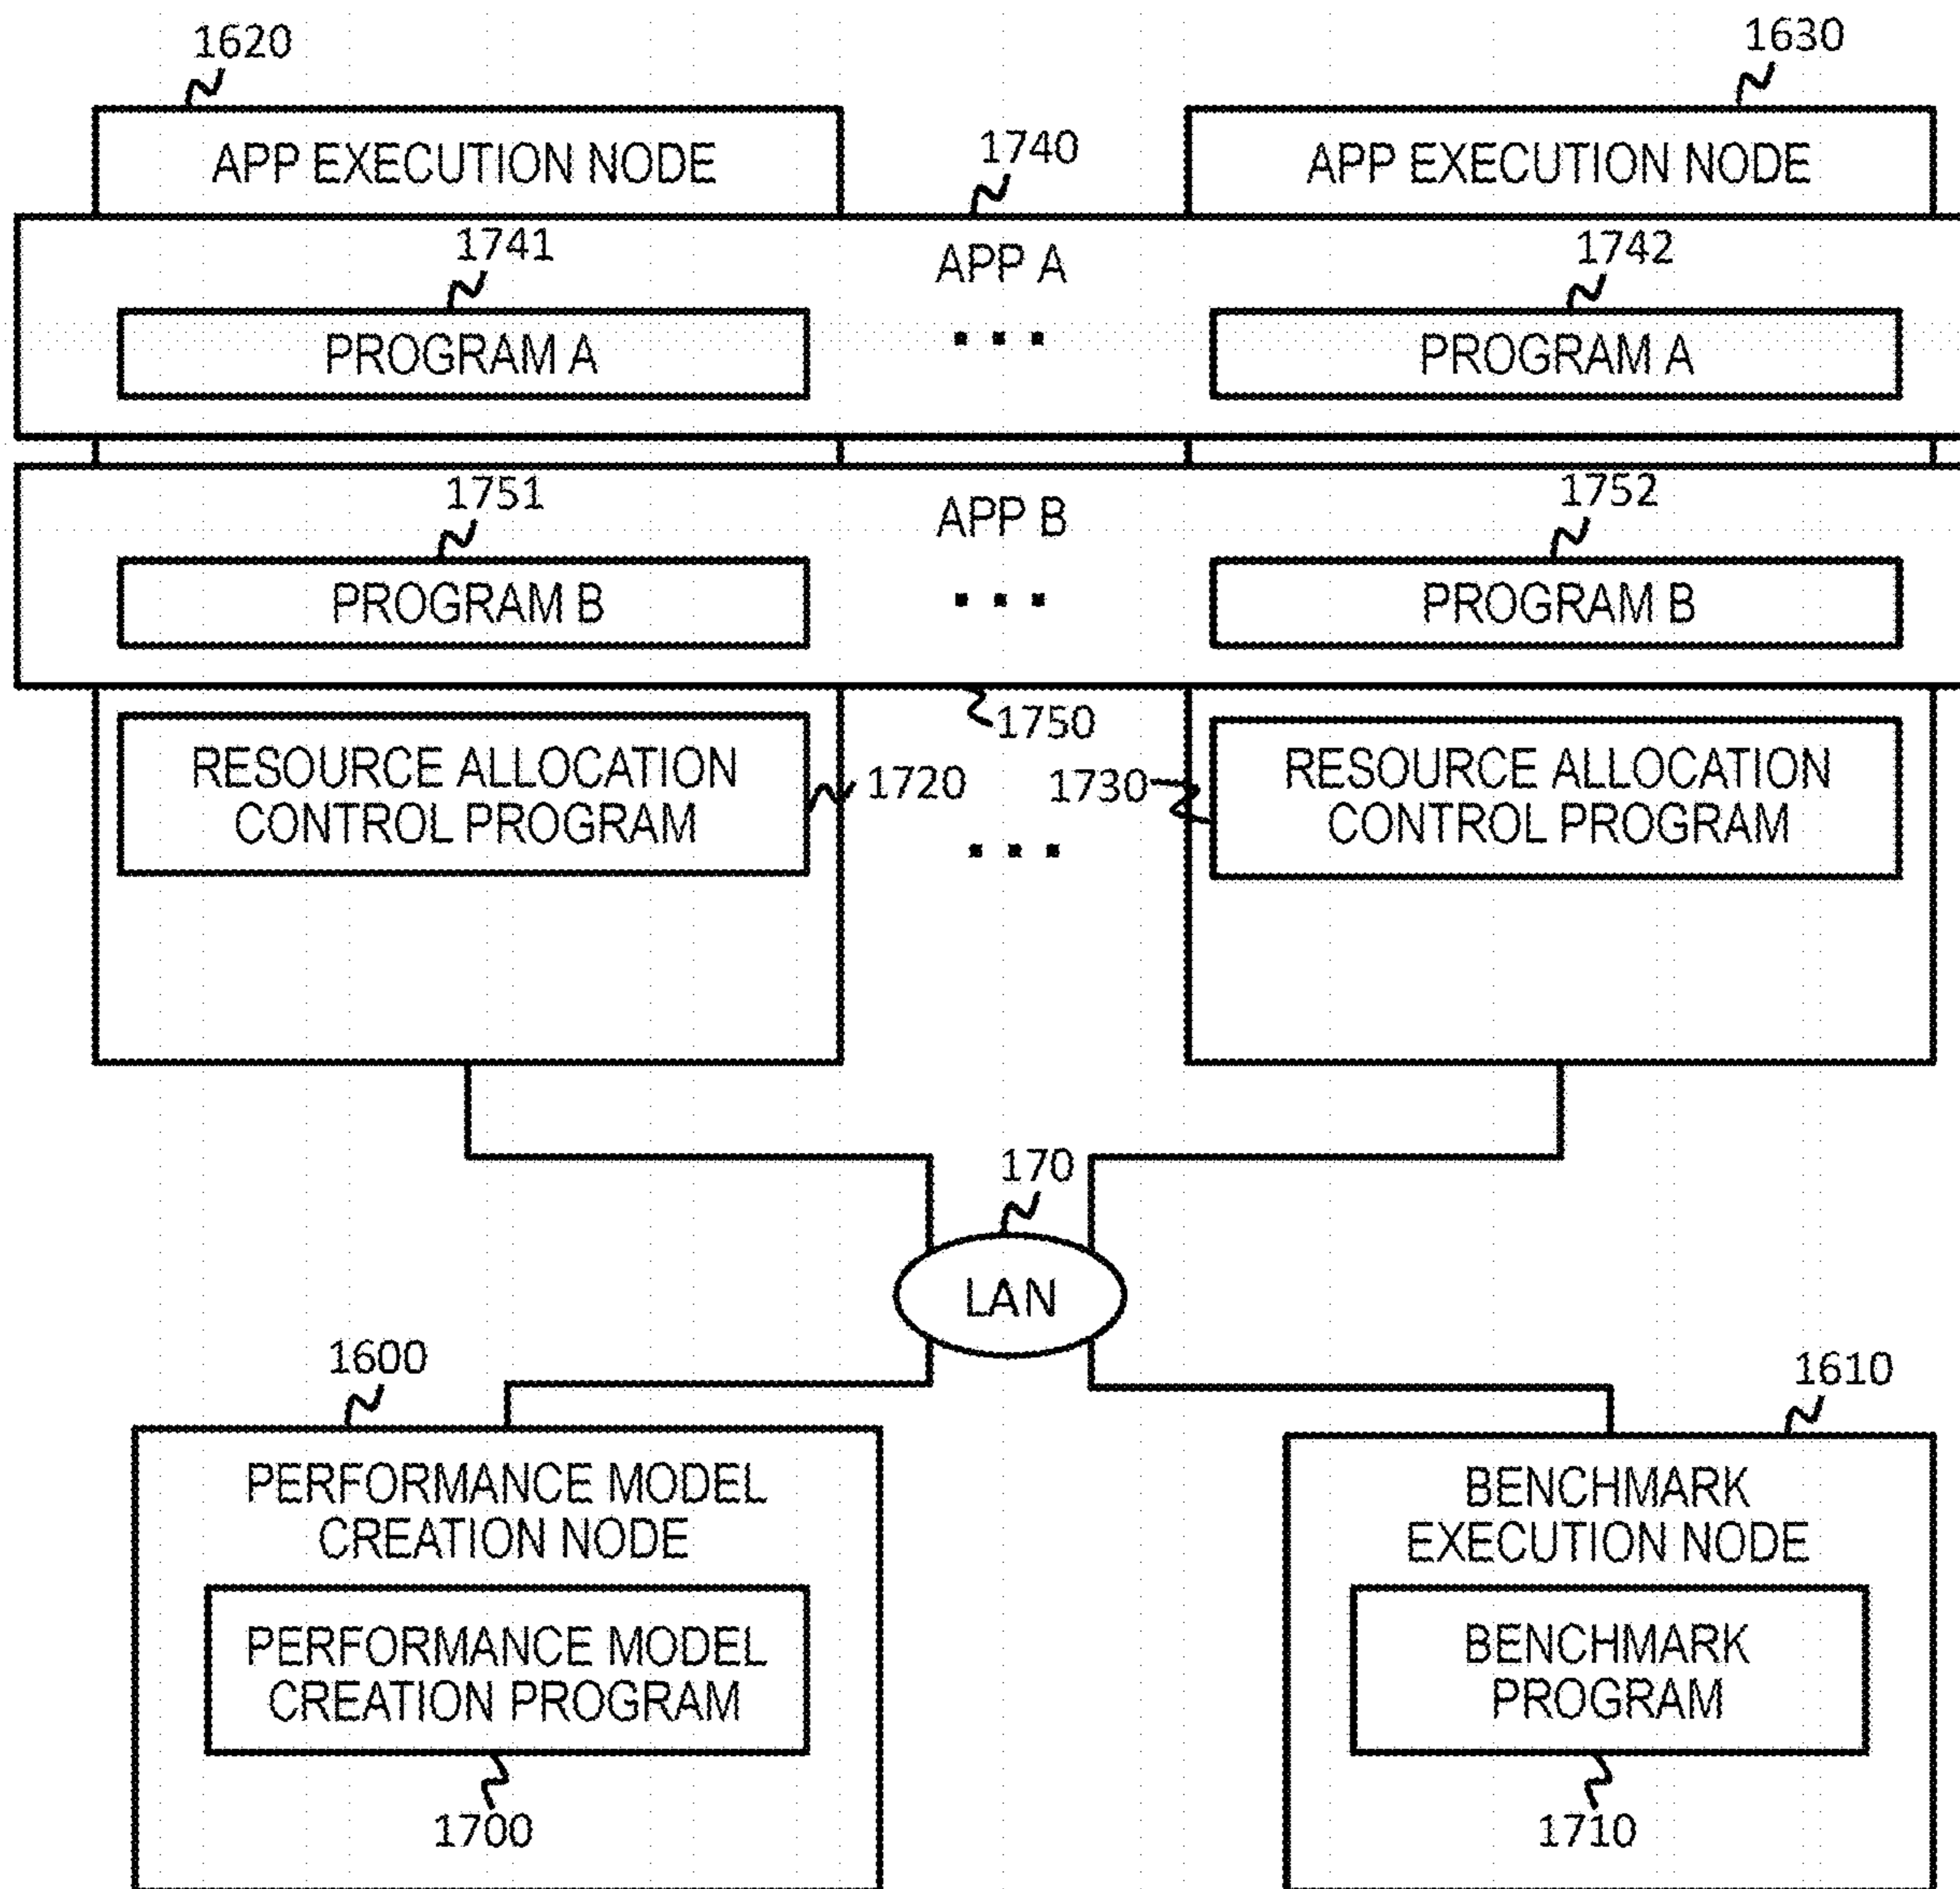 1620
1630
APP EXECUTION NODE
1740
APP EXECUTION NODE
1741
APP A
1742
PROGRAM A
PROGRAM A
1751
APP B
1752
PROGRAM B
PROGRAM B
1750
RESOURCE ALLOCATION
CONTROL PROGRAM
1720
1730
RESOURCE ALLOCATION
CONTROL PROGRAM
170
LAN
1600
1610
PERFORMANCE MODEL
CREATION NODE
PERFORMANCE MODEL
CREATION PROGRAM
1700
BENCHMARK
EXECUTION NODE
BENCHMARK
PROGRAM
1710